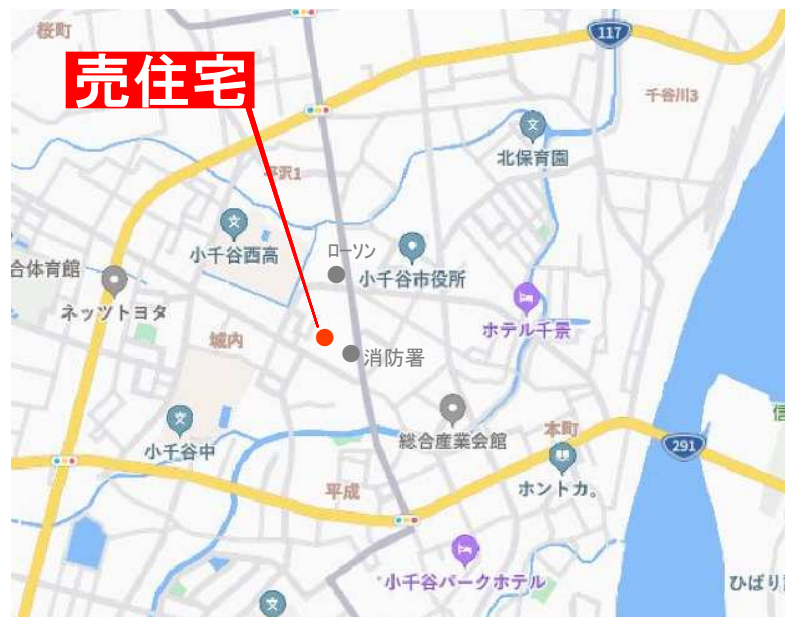 桜町
117
売住宅
千谷川3
北保育園
平沢1
小千谷西高
ローソン
小千谷市役所
合体育館
ネッツトヨタ
ホテル千景
城内
消防署
総合産業会館
本町
小千谷中
291
ホントカ。
平成
小千谷パークホテル
ひばり